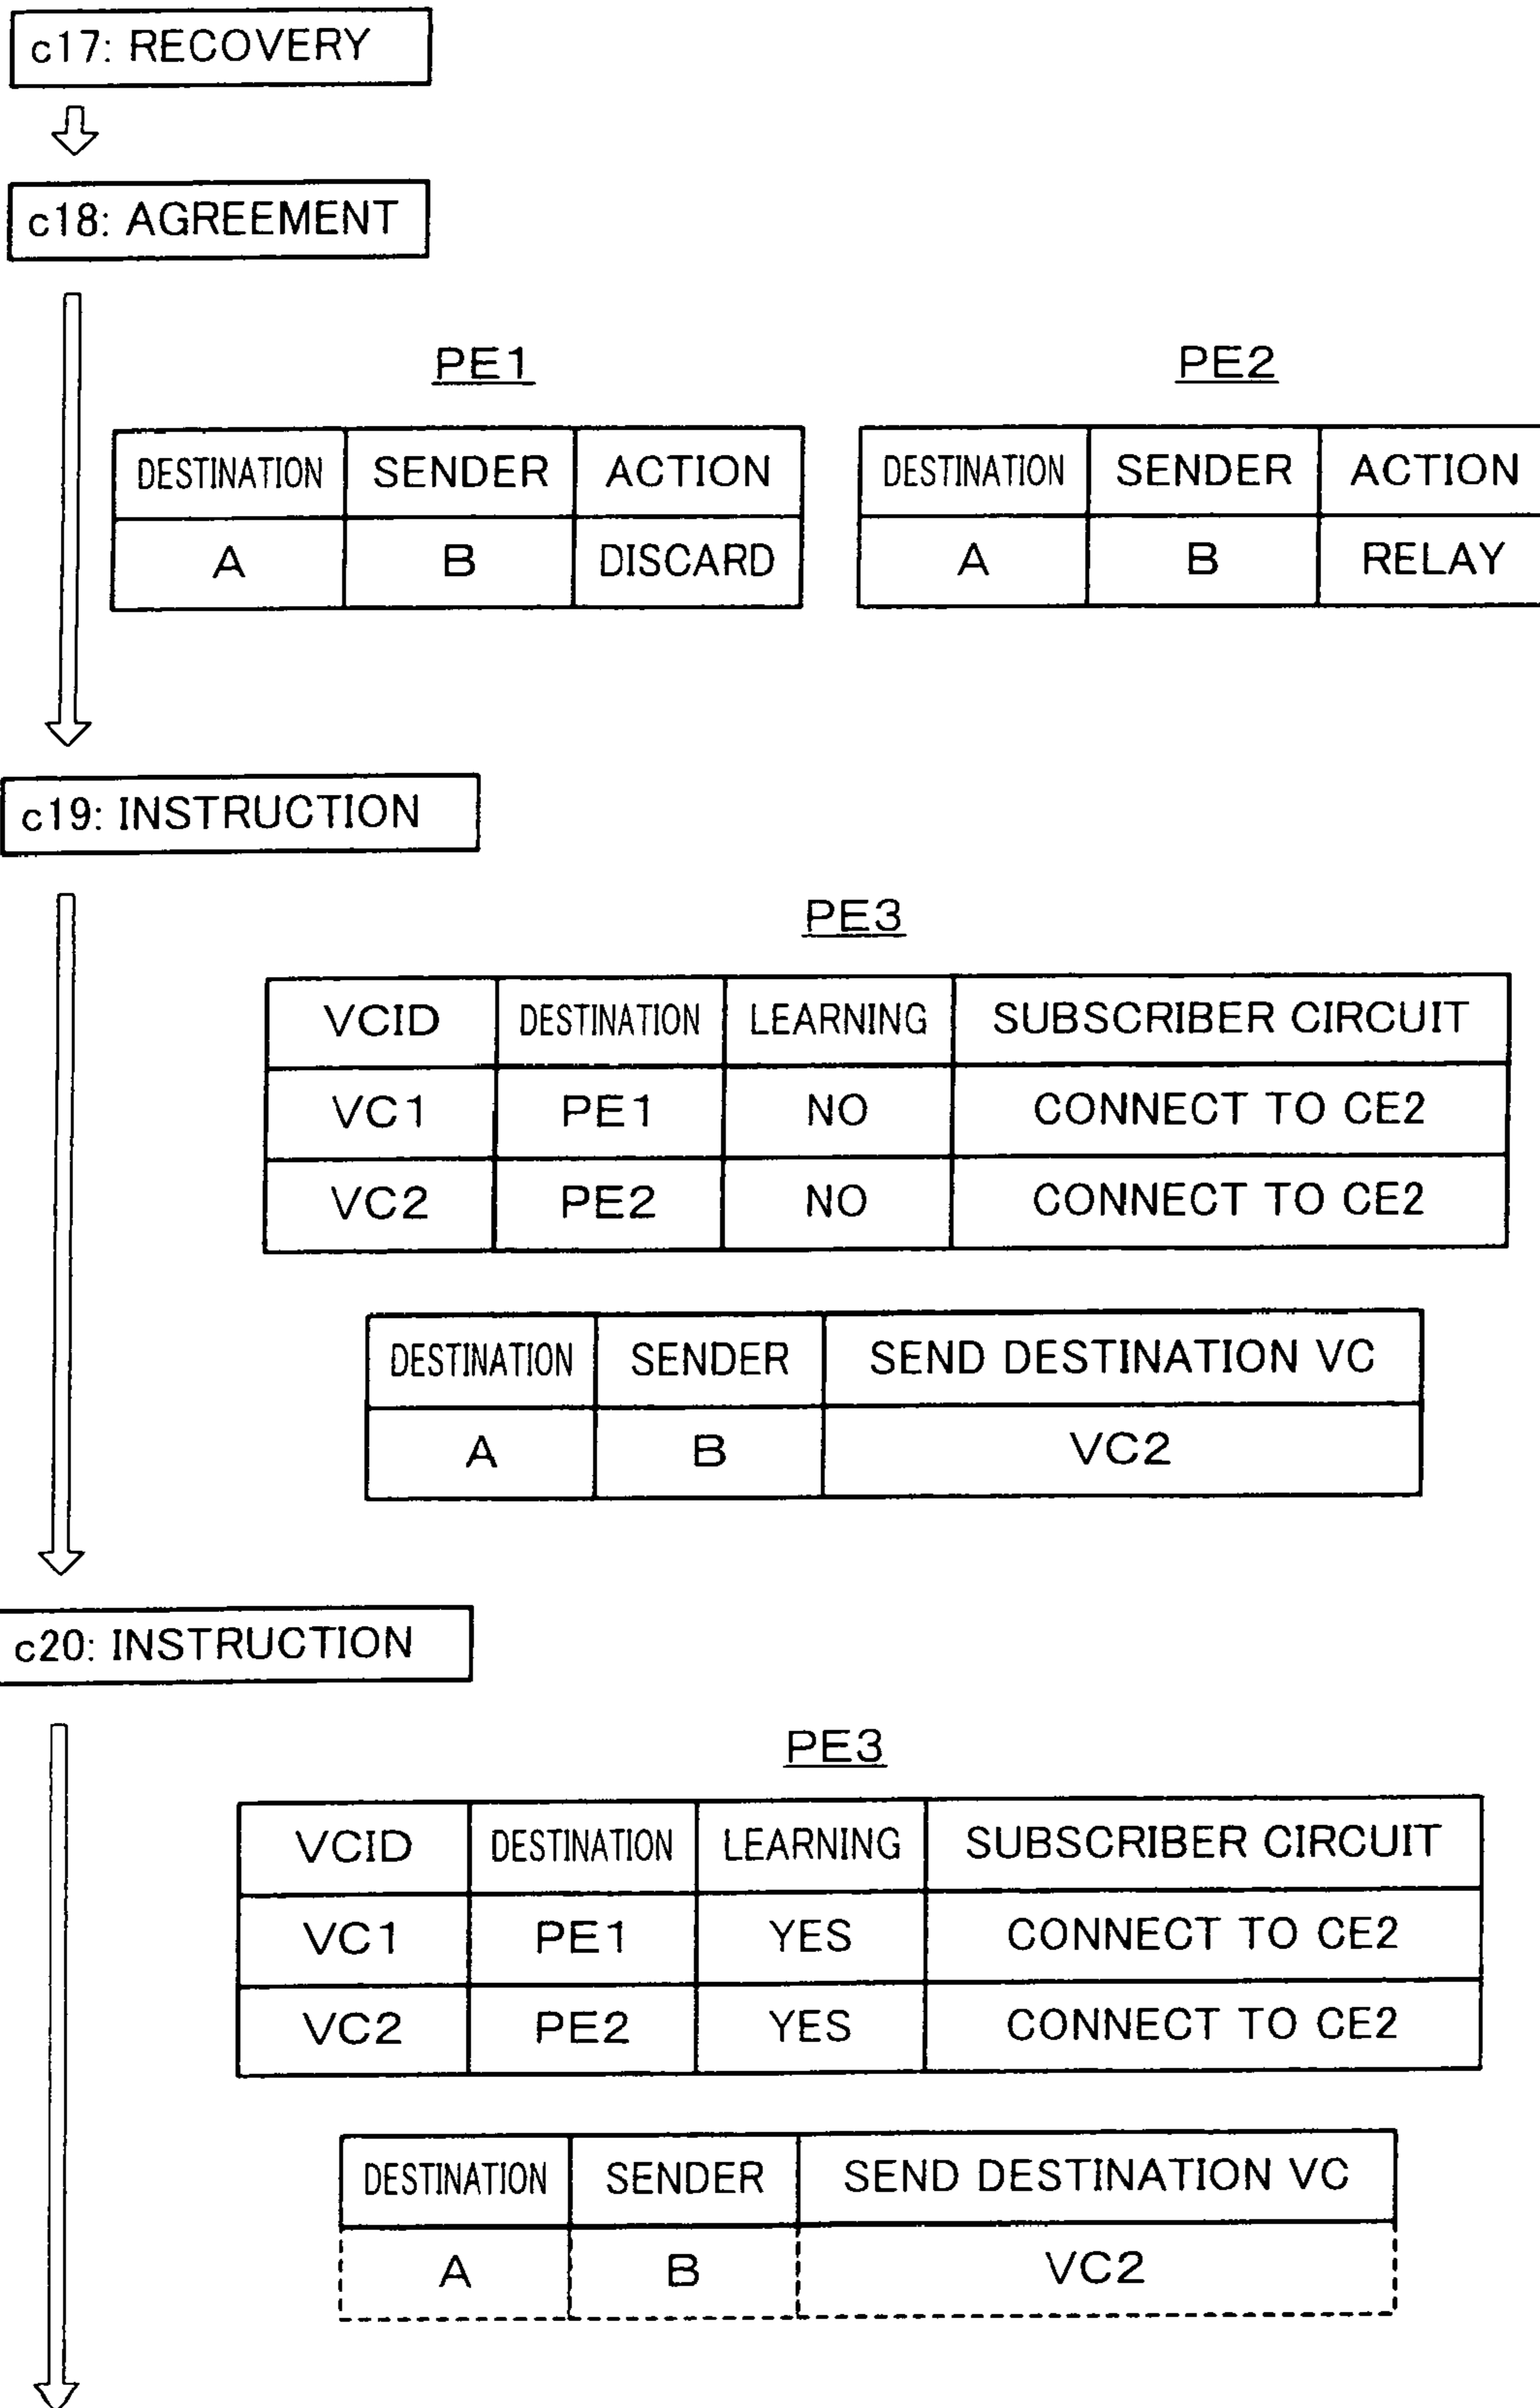 c17: RECOVERY
c18: AGREEMENT
PE1 PE2
DESTINATION SENDER ACTION DESTINATION SENDER ACTION
A B DISCARD A B RELAY
c19: INSTRUCTION
PE3
VCID DESTINATION LEARNING SUBSCRIBER CIRCUIT
VC1 PE1 NO CONNECT TO CE2
VC2 PE2 NO CONNECT TO CE2
DESTINATION SENDER SEND DESTINATION VC
A B VC2
c20: INSTRUCTION
PE3
VCID DESTINATION LEARNING SUBSCRIBER CIRCUIT
VC1 PE1 YES CONNECT TO CE2
VC2 PE2 YES CONNECT TO CE2
DESTINATION SENDER SEND DESTINATION VC
A B VC2